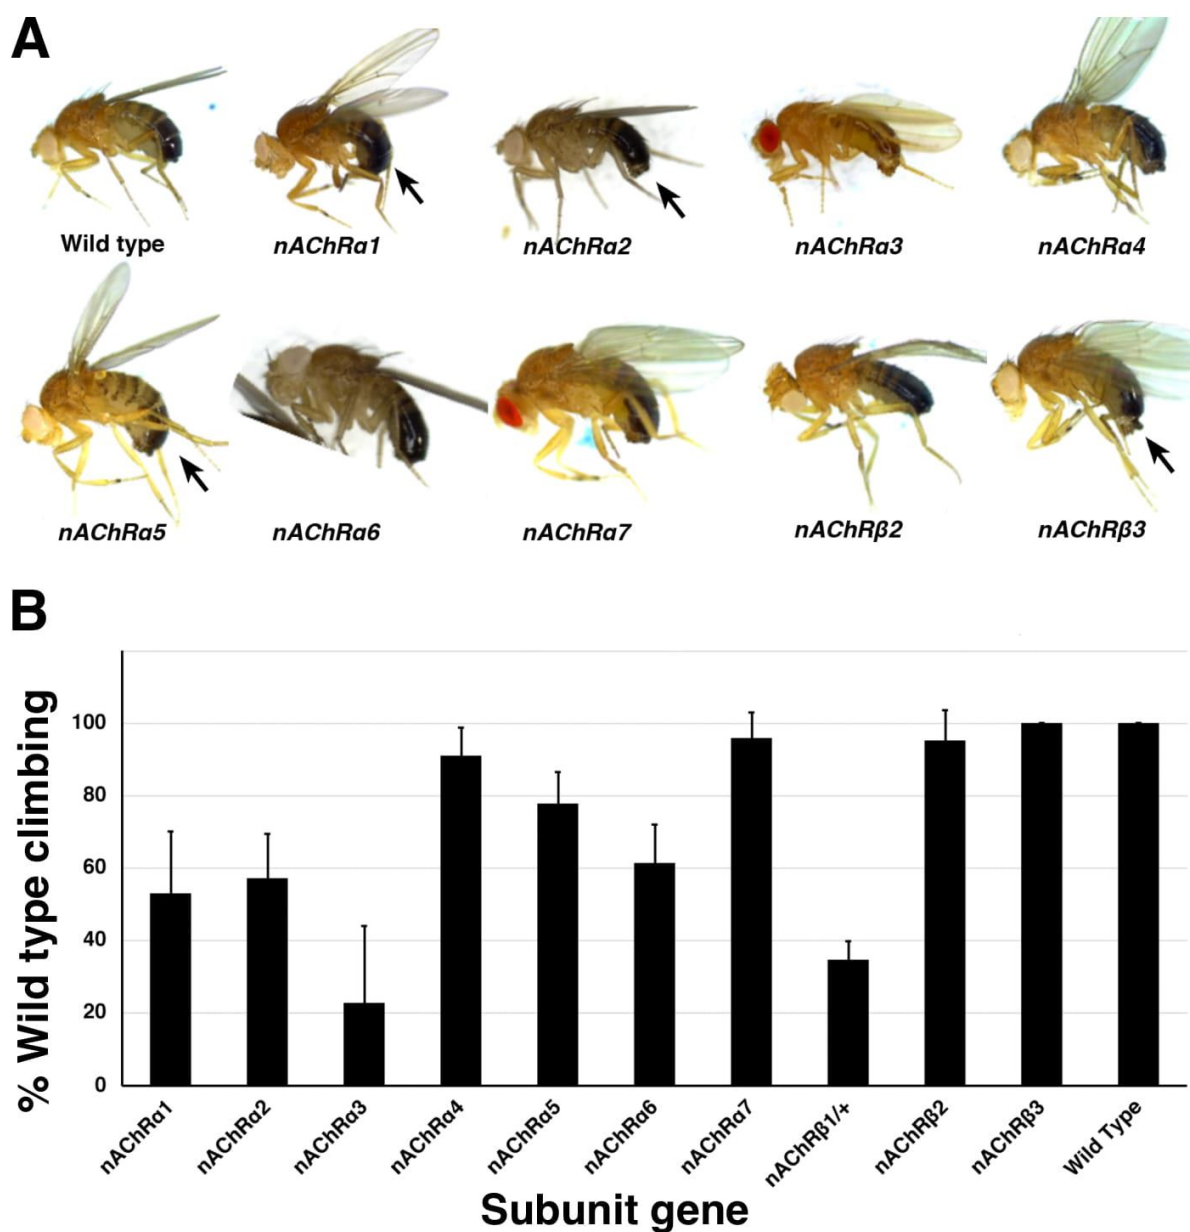 A
Wild type nAChRα1 nAChRα2 nAChRα3 nAChRα4
nAChRα5 nAChRα6 nAChRα7 nAChRβ2 nAChRβ3
B
% Wild type climbing
100
80
60
40
20
0
nAChRα1 nAChRα2 nAChRα3 nAChRα4 nAChRα5 nAChRα6 nAChRα7 nAChRβ1/+ nAChRβ2 nAChRβ3 Wild Type
Subunit gene